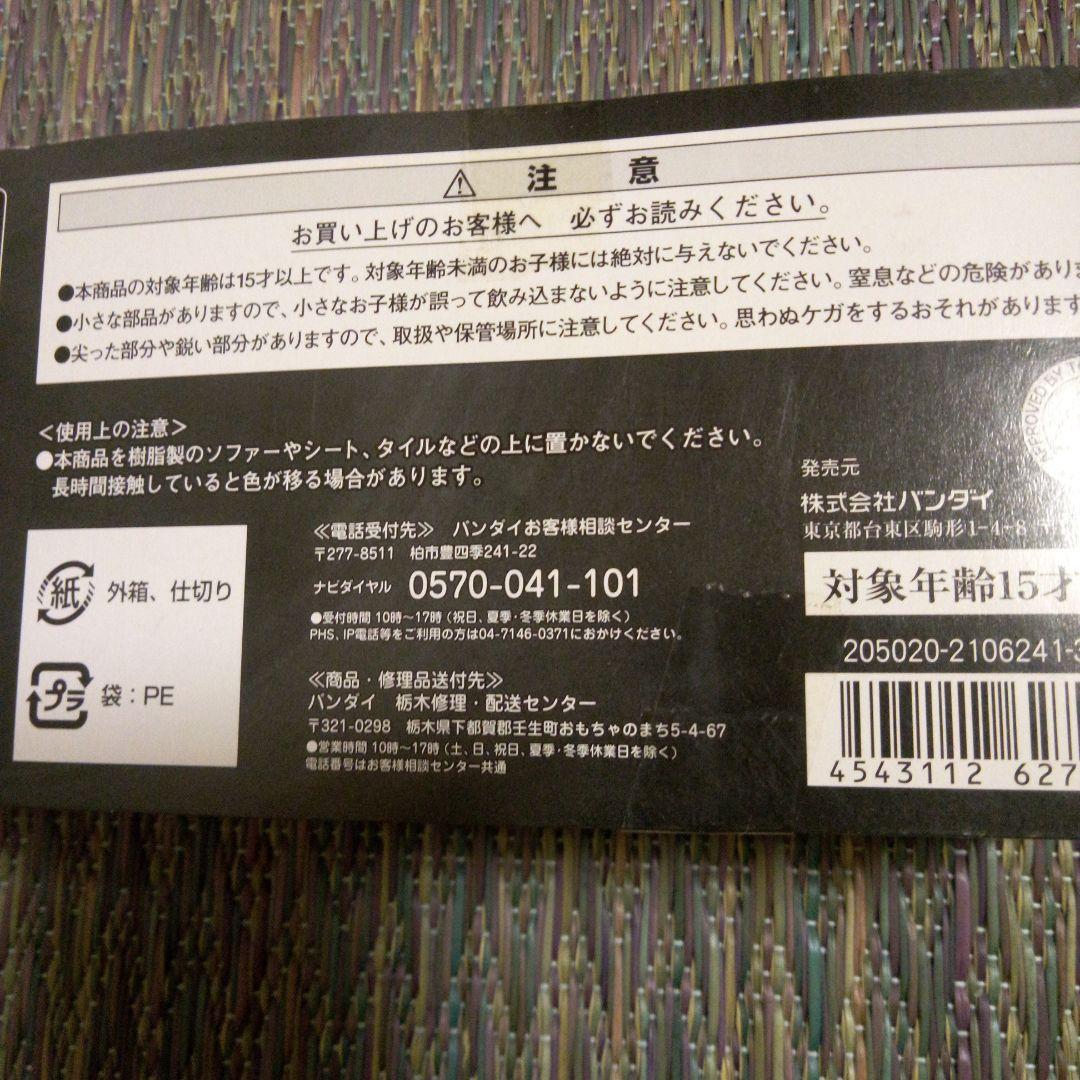 注意
お買い上げのお客様へ 必ずお読みください。
●本商品の対象年齢は15才以上です。対象年齢未満のお子様には絶対に与えないでください。
●小さな部品がありますので、小さなお子様が誤って飲み込まないように注意してください。窒息などの危険があり
●尖った部分や鋭い部分がありますので、取扱や保管場所に注意してください。思わぬケガをするおそれがあります
<使用上の注意>
●本商品を樹脂製のソファーやシート、タイルなどの上に置かないでください。
長時間接触していると色が移る場合があります。
紙 外箱、仕切り
プラ 袋:PE
≪電話受付先≫ バンダイお客様相談センター
〒277-8511 柏市豊四季241-22
ナビダイヤル 0570-041-101
●受付時間 10時~17時(祝日、夏季・冬季休業日を除く)
PHS、IP電話等をご利用の方は04-7146-0371におかけください。
≪商品・修理品送付先≫
バンダイ 栃木修理・配送センター
〒321-0298 栃木県下都賀郡壬生町おもちゃのまち5-4-67
●営業時間 10時~17時(土、日、祝日、夏季・冬季休業日を除く)
電話番号はお客様相談センター共通
APPROVED BY T
発売元
株式会社バンダイ
東京都台東区駒形1-4-8
対象年齢15才
205020-2106241-3
4543112 627